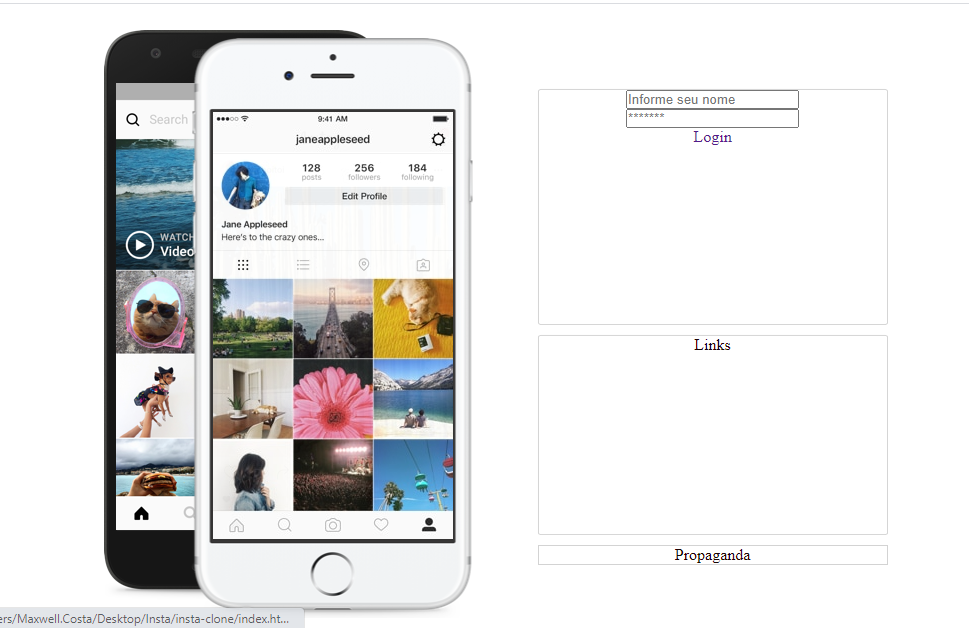 Search
WATCH
Video
9:41 AM
janeappleseed
128 256 184
posts followers following
Edit Profile
Jane Appleseed
Here's to the crazy ones...
Informe seu nome
*******
Login
Links
Propaganda
ers/Maxwell.Costa/Desktop/Insta/insta-clone/index.ht...